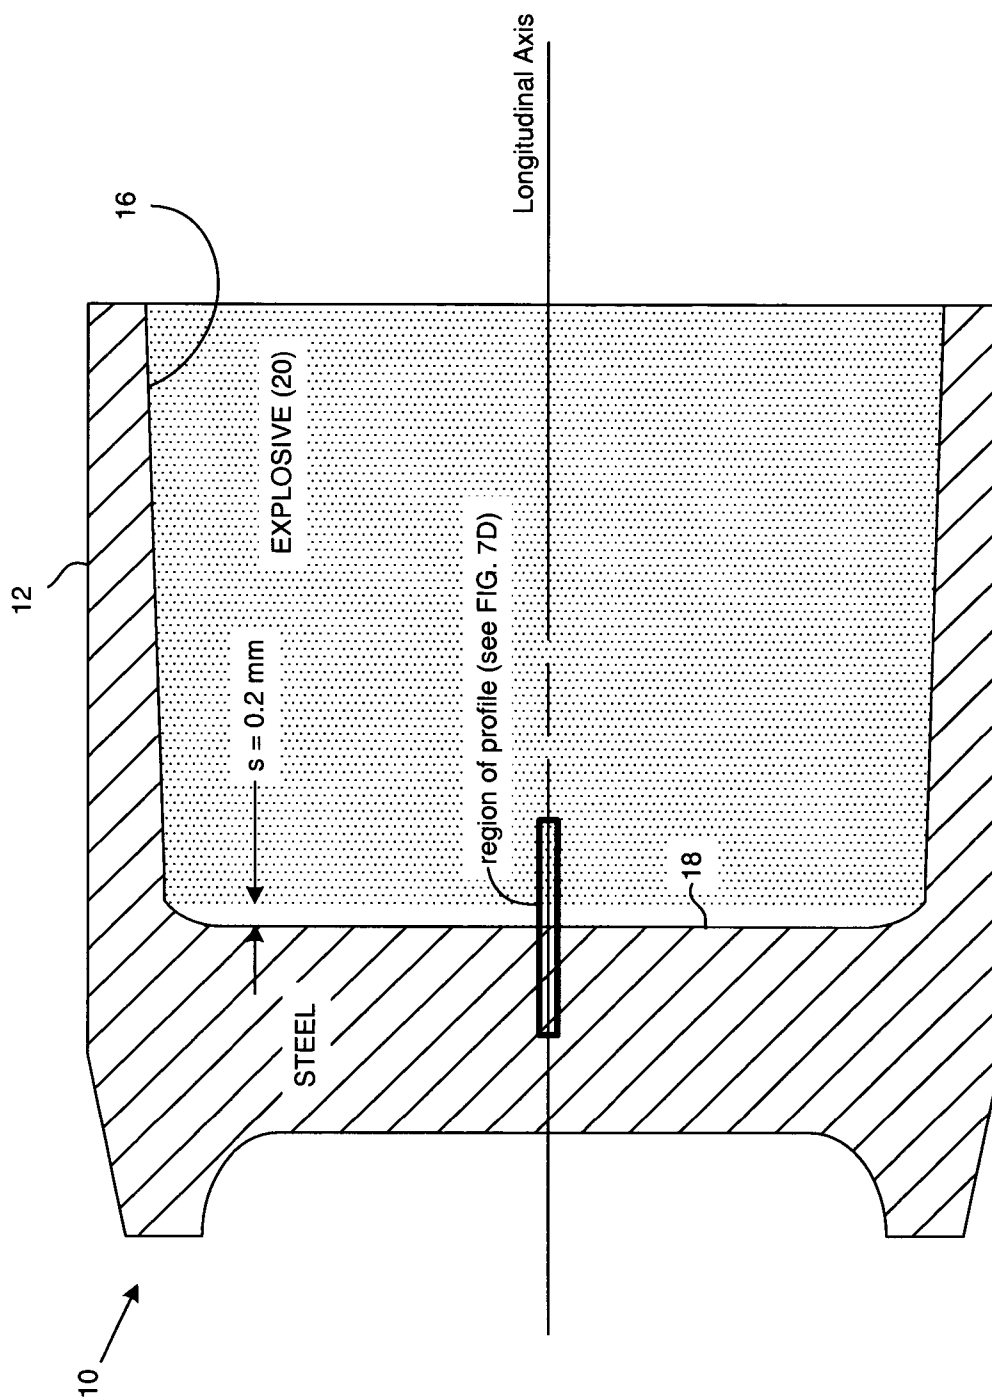 10
12
16
STEEL
s = 0.2 mm
EXPLOSIVE (20)
18
region of profile (see FIG. 7D)
Longitudinal Axis